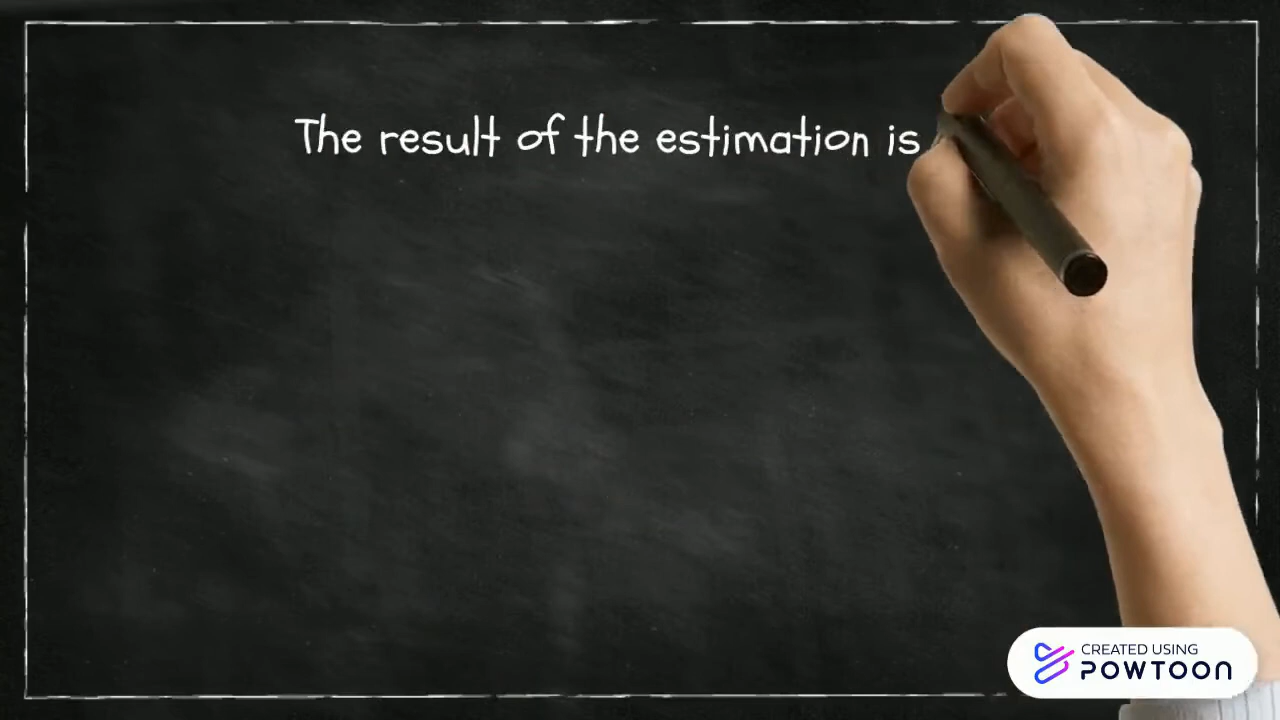 The result of the estimation is
CREATED USING
POWTOON